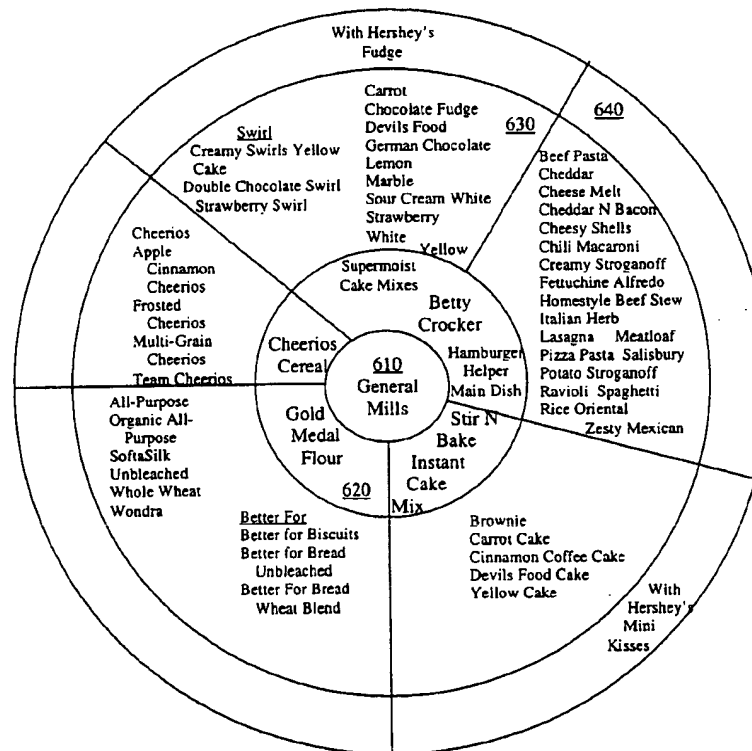 With Hershey's
Fudge
640
630
Carrot
Chocolate Fudge
Devils Food
German Chocolate
Lemon
Marble
Sour Cream White
Strawberry
White
Yellow
Swirl
Creamy Swirls Yellow
Cake
Double Chocolate Swirl
Strawberry Swirl
Beef Pasta
Cheddar
Cheese Melt
Cheddar N Bacon
Cheesy Shells
Chili Macaroni
Creamy Stroganoff
Fettuchine Alfredo
Homestyle Beef Stew
Italian Herb
Lasagna Meatloaf
Pizza Pasta Salisbury
Potato Stroganoff
Ravioli Spaghetti
Rice Oriental
Zesty Mexican
Cheerios
Apple
Cinnamon
Cheerios
Frosted
Cheerios
Multi-Grain
Cheerios
Team Cheerios
Supermoist
Cake Mixes
Betty
Crocker
Cheerios
Cereal
610
General
Mills
Hamburger
Helper
Main Dish
Gold
Medal
Flour
620
Stir N
Bake
Instant
Cake
Mix
All-Purpose
Organic All-
Purpose
SoftaSilk
Unbleached
Whole Wheat
Wondra
Better For
Better for Biscuits
Better for Bread
Unbleached
Better For Bread
Wheat Blend
Brownie
Carrot Cake
Cinnamon Coffee Cake
Devils Food Cake
Yellow Cake
With
Hershey's
Mini
Kisses